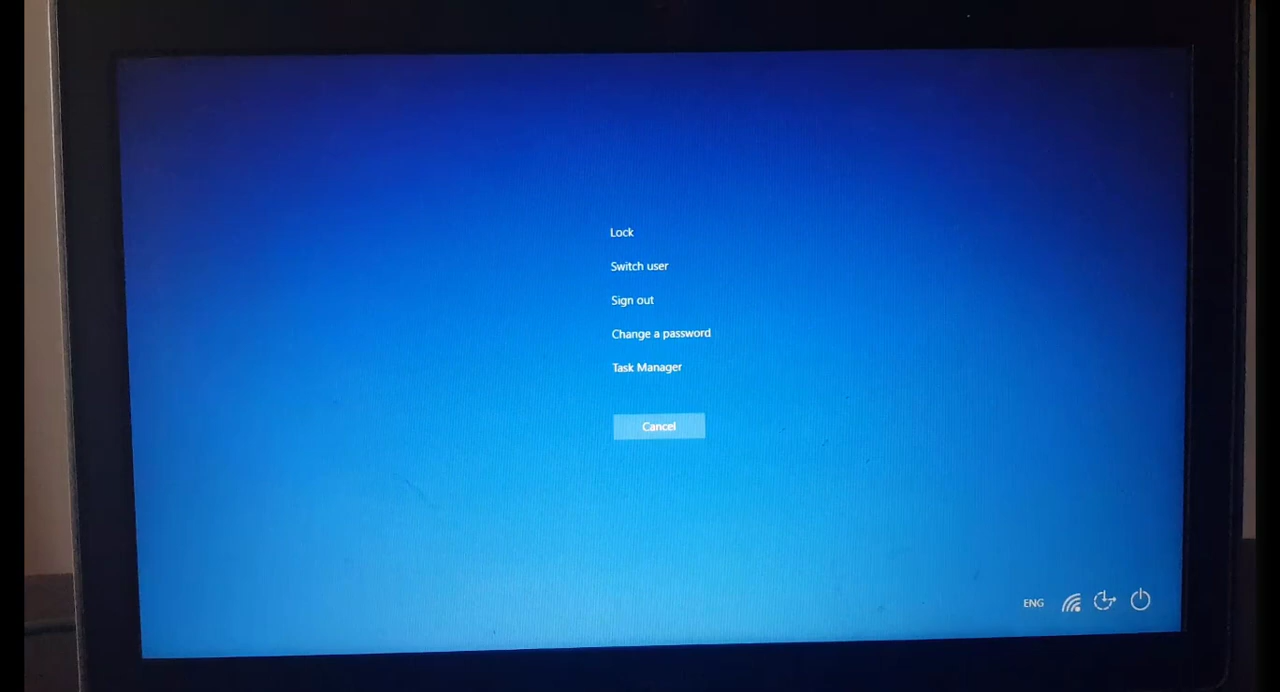 Lock
Switch user
Sign out
Change a password
Task Manager
Cancel
ENG